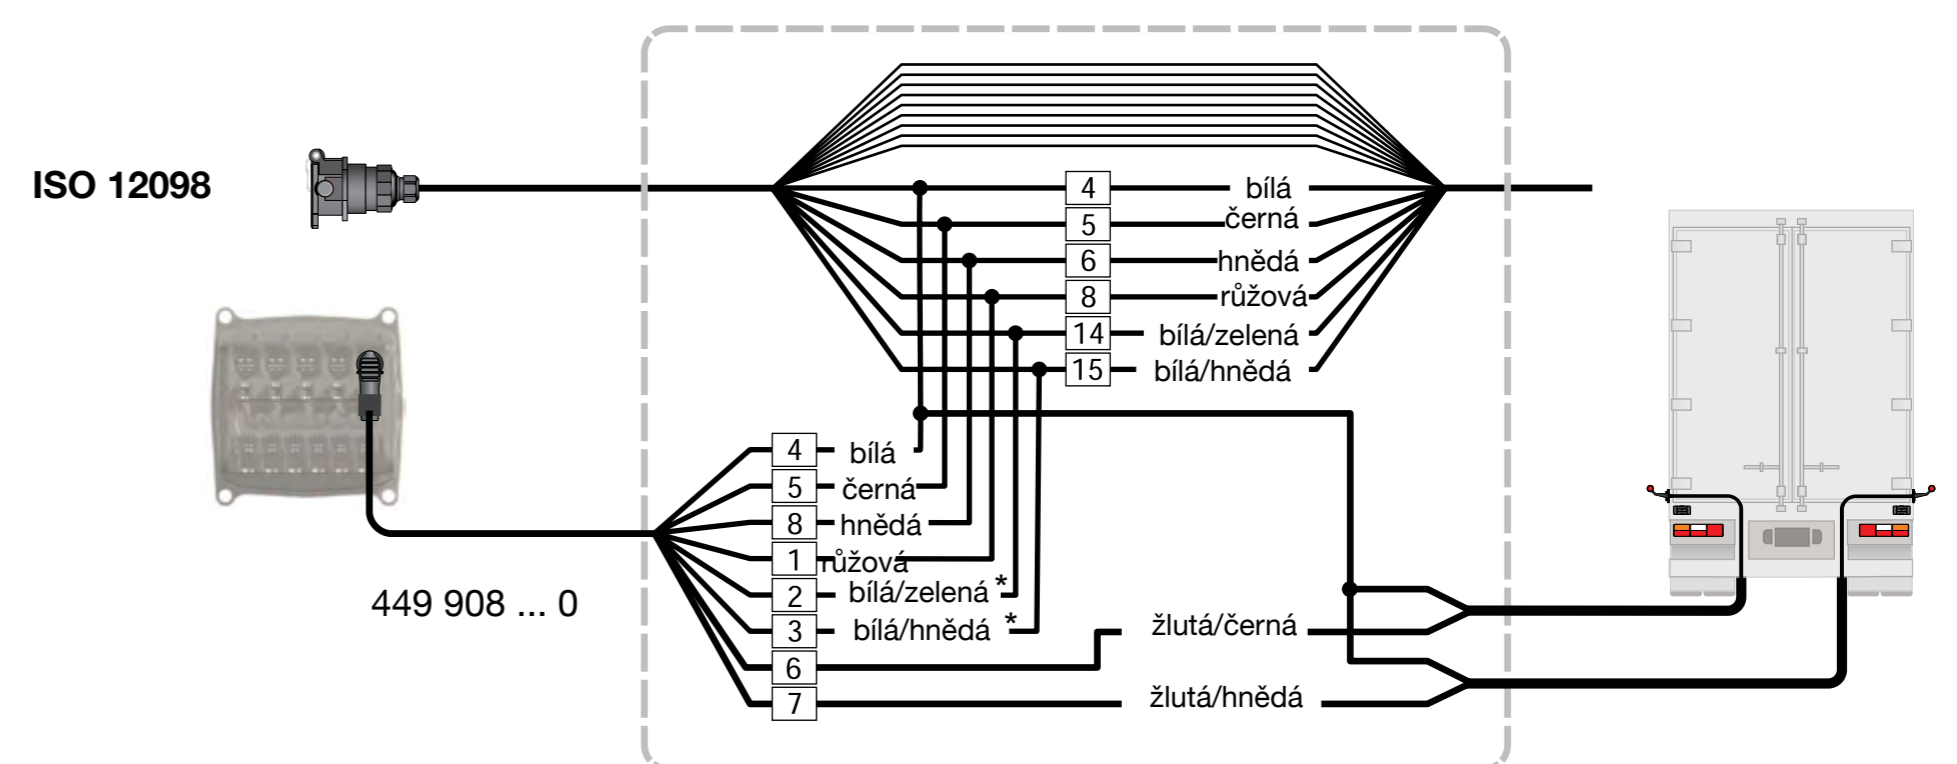 ISO 12098
4 bílá
5 černá
6 hnědá
8 růžová
14 bílá/zelená
15 bílá/hnědá
4 bílá
5 černá
8 hnědá
1 růžová
2 bílá/zelená *
3 bílá/hnědá *
6 žlutá/černá
7 žlutá/hnědá
449 908 ... 0